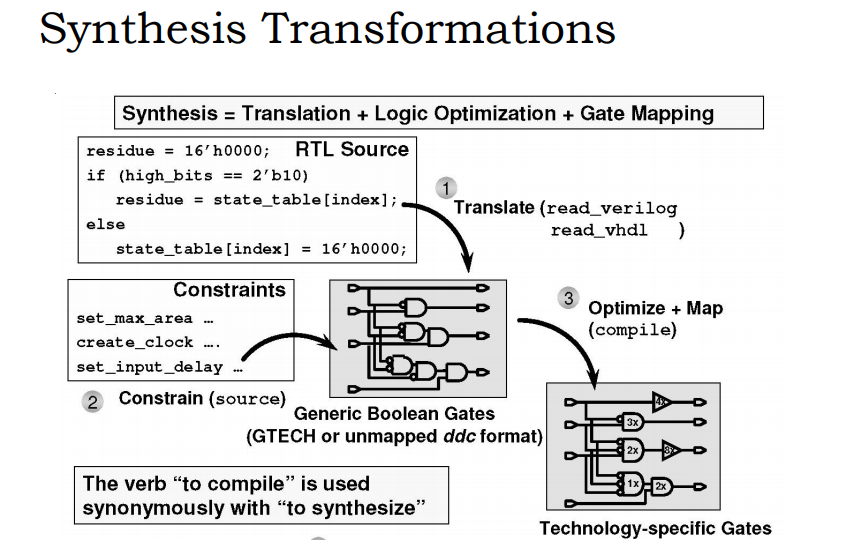 Synthesis Transformations
Synthesis = Translation + Logic Optimization + Gate Mapping
residue = 16’h0000; RTL Source
if (high_bits == 2’b10)
residue = state_table[index];
else
state_table[index] = 16’h0000;
1
Translate (read_verilog
read_vhdl )
Constraints
set_max_area …
create_clock ….
set_input_delay …
2 Constrain (source)
Generic Boolean Gates
(GTECH or unmapped ddc format)
3
Optimize + Map
(compile)
4x
3x
2x 8x
1x 2x
Technology-specific Gates
The verb “to compile” is used
synonymously with “to synthesize”